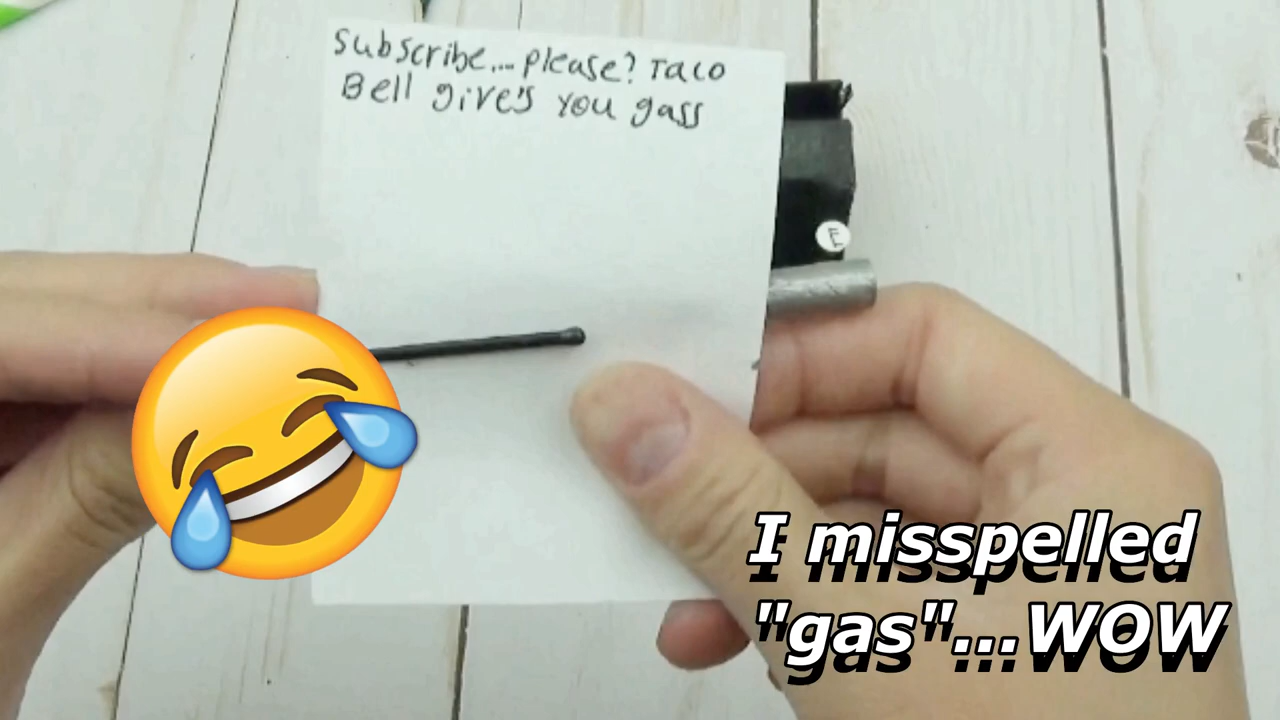 Subscribe... please? Taco
Bell give's you gass
E
I misspelled
"gas"...WOW